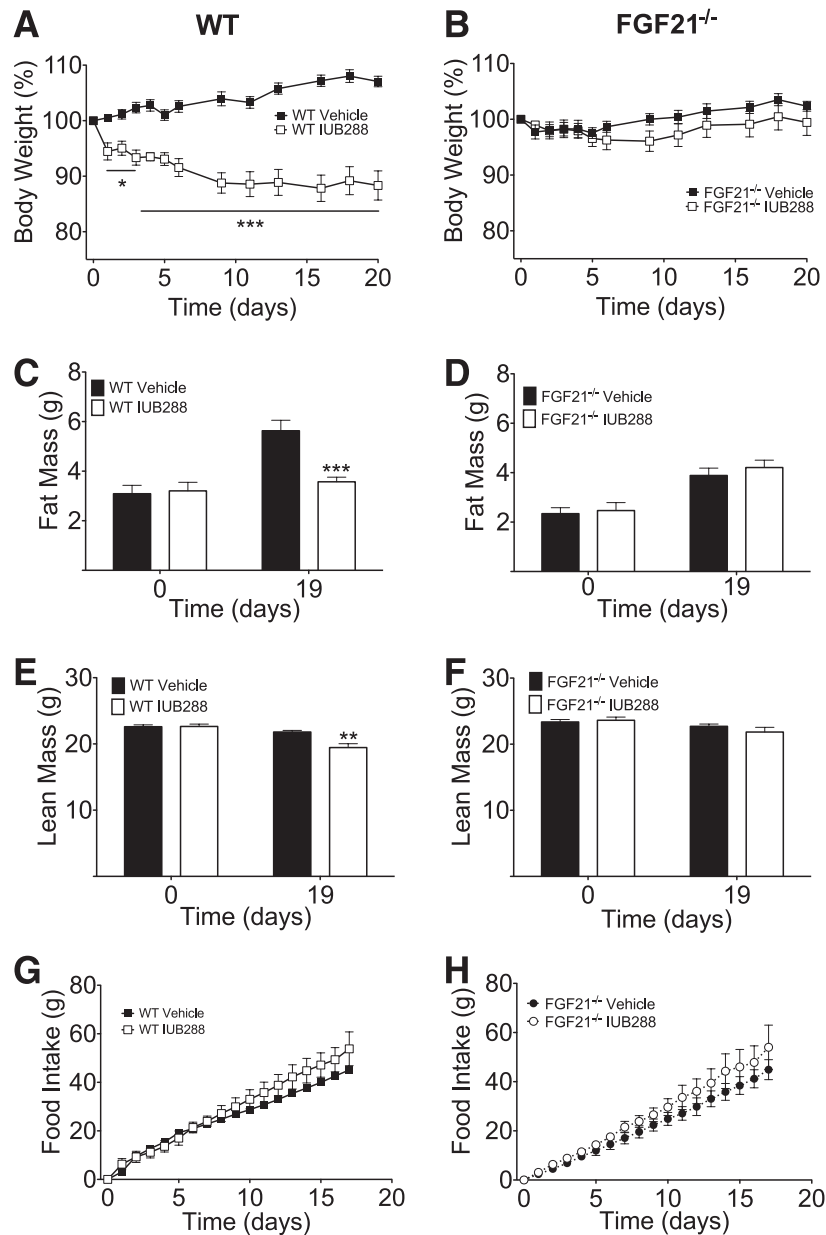 A WT
Body Weight (%)
110
100
90
80
WT Vehicle
WT IUB288
*
***
0 5 10 15 20
Time (days)
B FGF21-/-
Body Weight (%)
110
100
90
80
FGF21-/- Vehicle
FGF21-/- IUB288
0 5 10 15 20
Time (days)
C
Fat Mass (g)
8
6
4
2
WT Vehicle
WT IUB288
***
0 19
Time (days)
D
Fat Mass (g)
8
6
4
2
FGF21-/- Vehicle
FGF21-/- IUB288
0 19
Time (days)
E
Lean Mass (g)
30
20
10
WT Vehicle
WT IUB288
**
0 19
Time (days)
F
Lean Mass (g)
30
20
10
FGF21-/- Vehicle
FGF21-/- IUB288
0 19
Time (days)
G
Food Intake (g)
80
60
40
20
0
WT Vehicle
WT IUB288
0 5 10 15 20
Time (days)
H
Food Intake (g)
80
60
40
20
0
FGF21-/- Vehicle
FGF21-/- IUB288
0 5 10 15 20
Time (days)